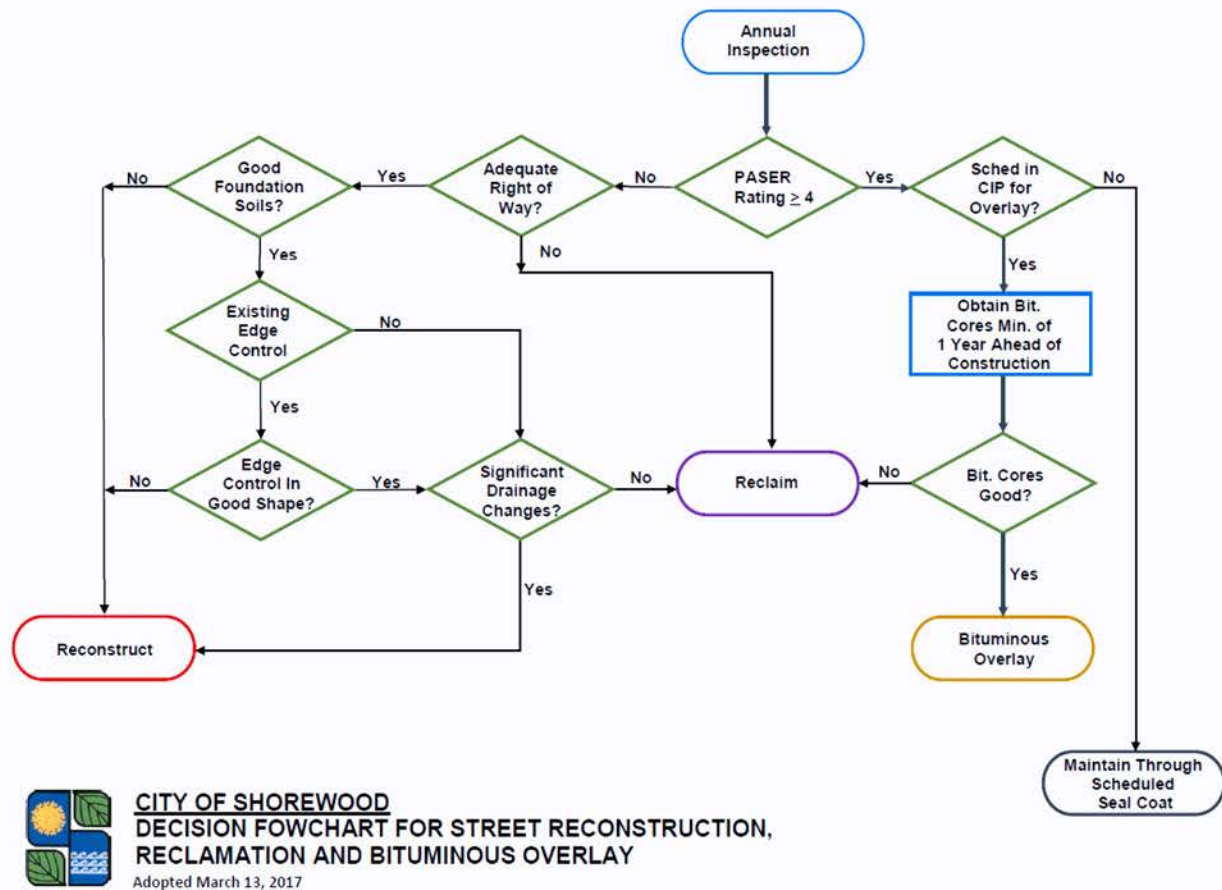 Annual
Inspection
No
Good
Foundation
Soils?
Yes
Adequate
Right of
Way?
No
PASER
Rating ≥ 4
Yes
Sched in
CIP for
Overlay?
No
Yes
No
Yes
Existing
Edge
Control
No
Obtain Bit.
Cores Min. of
1 Year Ahead of
Construction
Yes
No
Edge
Control In
Good Shape?
Yes
Significant
Drainage
Changes?
No
Reclaim
No
Bit. Cores
Good?
Yes
Yes
Reconstruct
Bituminous
Overlay
Maintain Through
Scheduled
Seal Coat
CITY OF SHOREWOOD
DECISION FOWCHART FOR STREET RECONSTRUCTION,
RECLAMATION AND BITUMINOUS OVERLAY
Adopted March 13, 2017